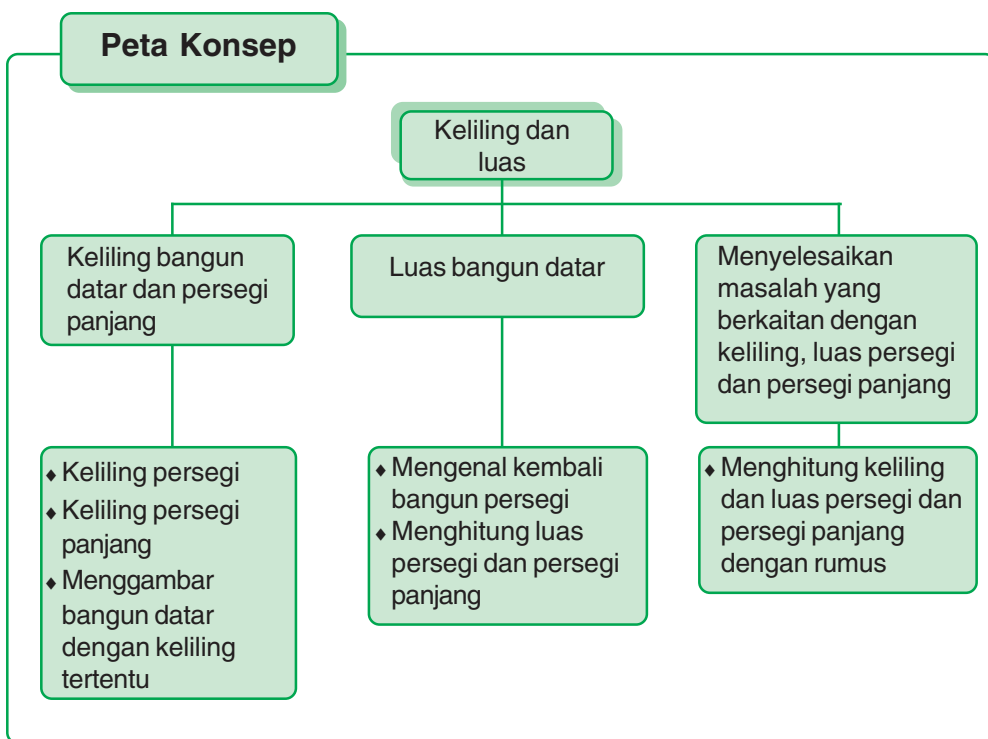 Peta Konsep
Keliling dan
luas
Keliling bangun
datar dan persegi
panjang
Luas bangun datar
Menyelesaikan
masalah yang
berkaitan dengan
keliling, luas persegi
dan persegi panjang
♦ Keliling persegi
♦ Keliling persegi
panjang
♦ Menggambar
bangun datar
dengan keliling
tertentu
♦ Mengenal kembali
bangun persegi
♦ Menghitung luas
persegi dan persegi
panjang
♦ Menghitung keliling
dan luas persegi dan
persegi panjang
dengan rumus